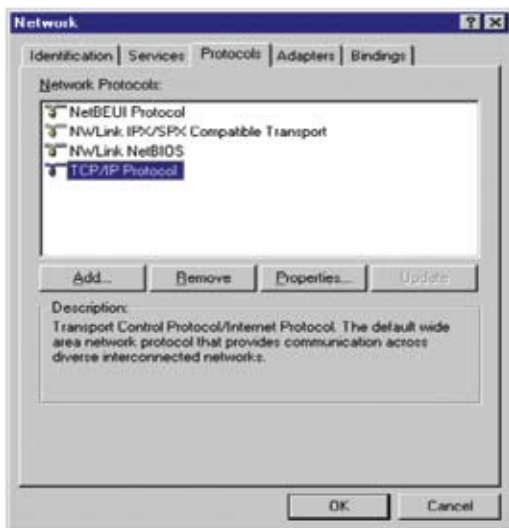 Network
Identification Services Protocols Adapters Bindings
Network Protocols:
NetBEUI Protocol
NWLink IPX/SPX Compatible Transport
NWLink NetBIOS
TCP/IP Protocol
Add... Remove Properties... Update
Description:
Transport Control Protocol/Internet Protocol. The default wide
area network protocol that provides communication across
diverse interconnected networks.
OK Cancel